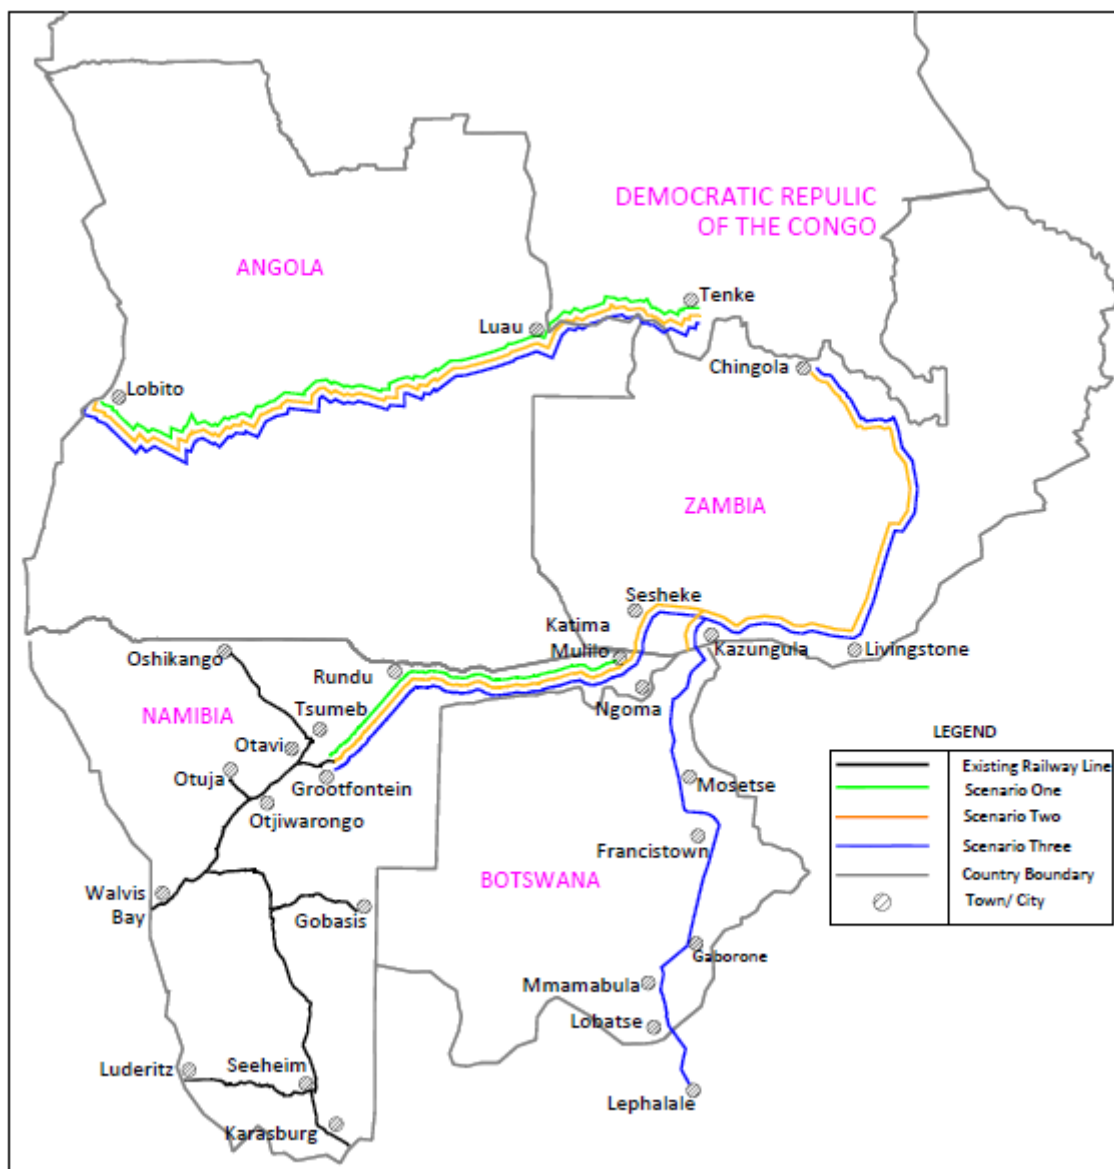 DEMOCRATIC REPULIC
OF THE CONGO
ANGOLA
Tenke
Luau
Chingola
Lobito
ZAMBIA
Sesheke
Katima
Mulilo
Kazungula
Livingstone
Oshikango
Rundu
Ngoma
NAMIBIA
Tsumeb
Otavi
Otuja
Grootfontein
Otjiwarongo
Mosetse
Francistown
BOTSWANA
Walvis
Bay
Gobasis
Gaborone
Mmamabula
Lobatse
Luderitz
Seeheim
Lephalale
Karasburg
LEGEND
Existing Railway Line
Scenario One
Scenario Two
Scenario Three
Country Boundary
Town/ City